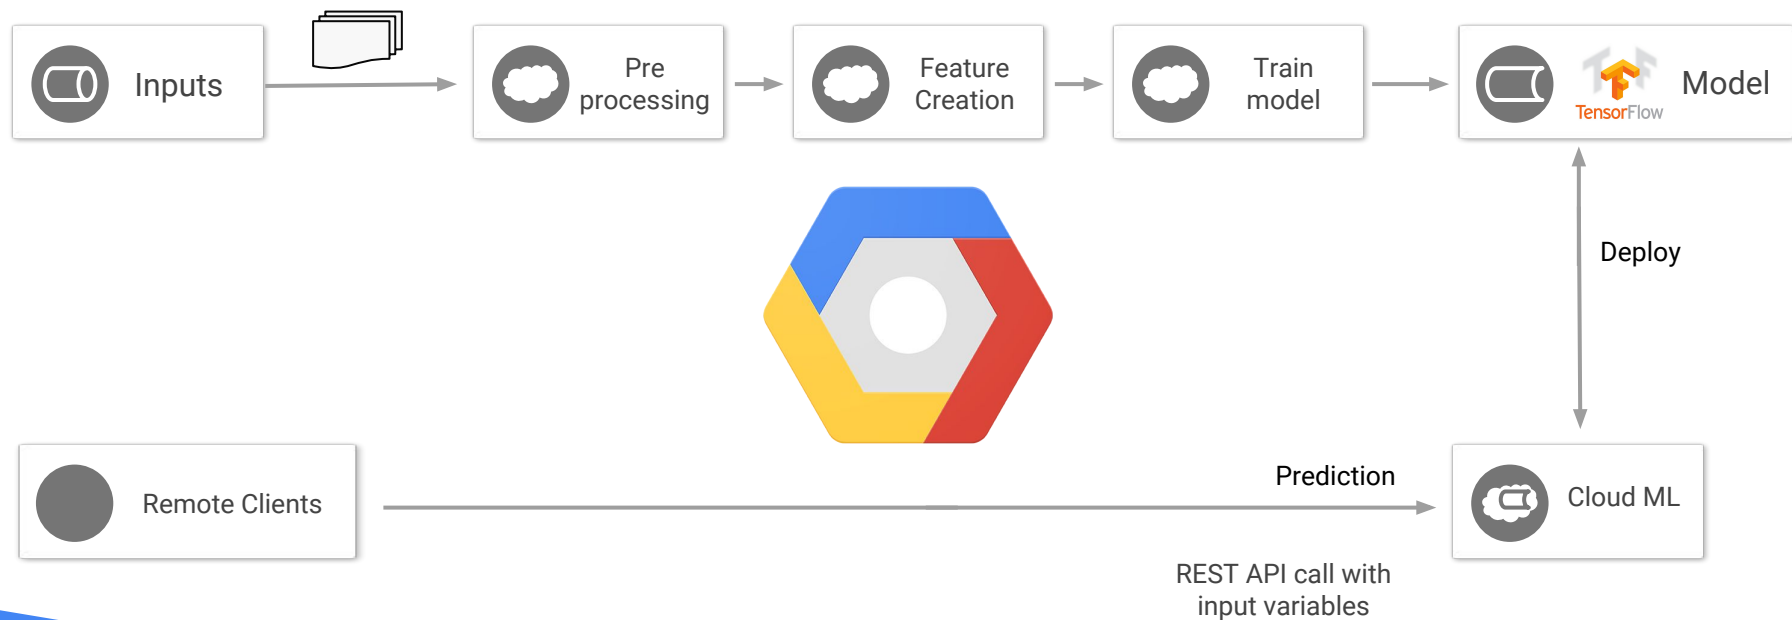 Inputs
Pre
processing
Feature
Creation
Train
model
TensorFlow
Model
Deploy
Remote Clients
Prediction
Cloud ML
REST API call with
input variables